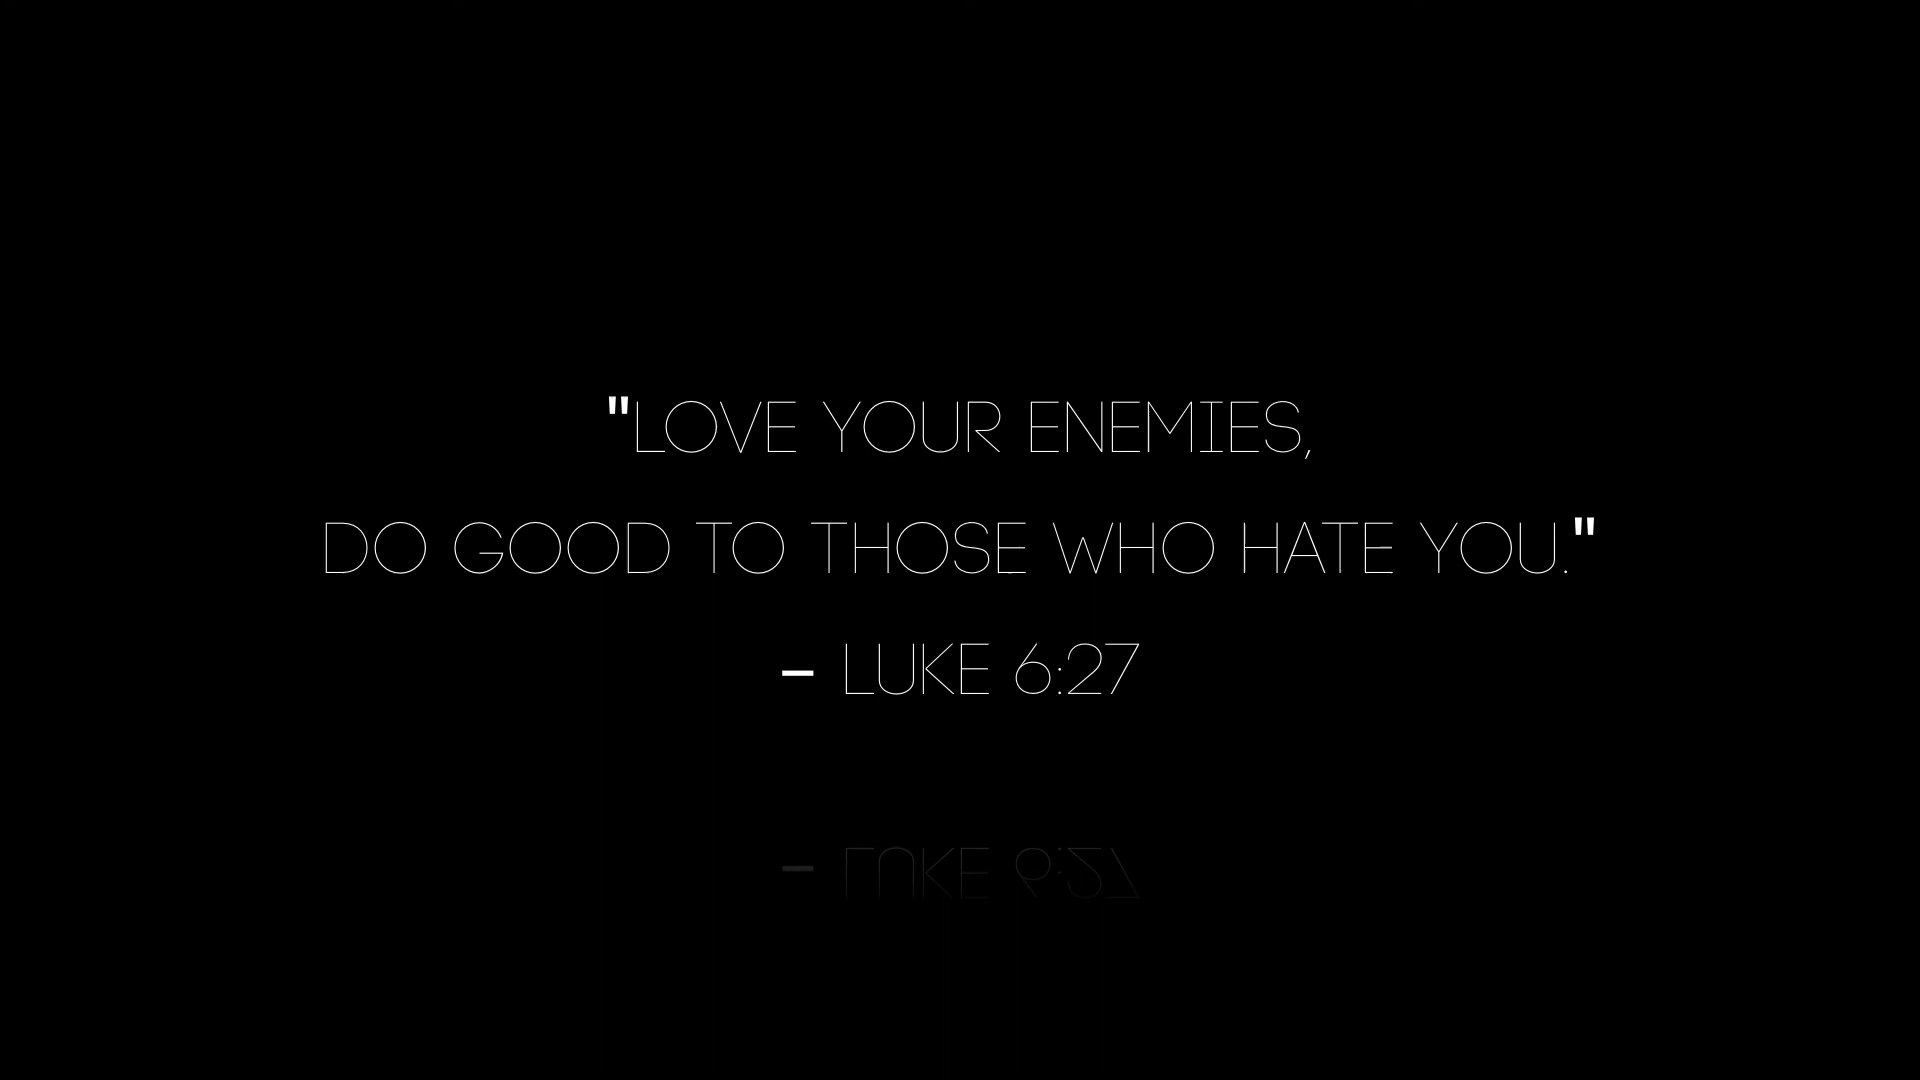 "LOVE YOUR ENEMIES,
DO GOOD TO THOSE WHO HATE YOU."
– LUKE 6:27